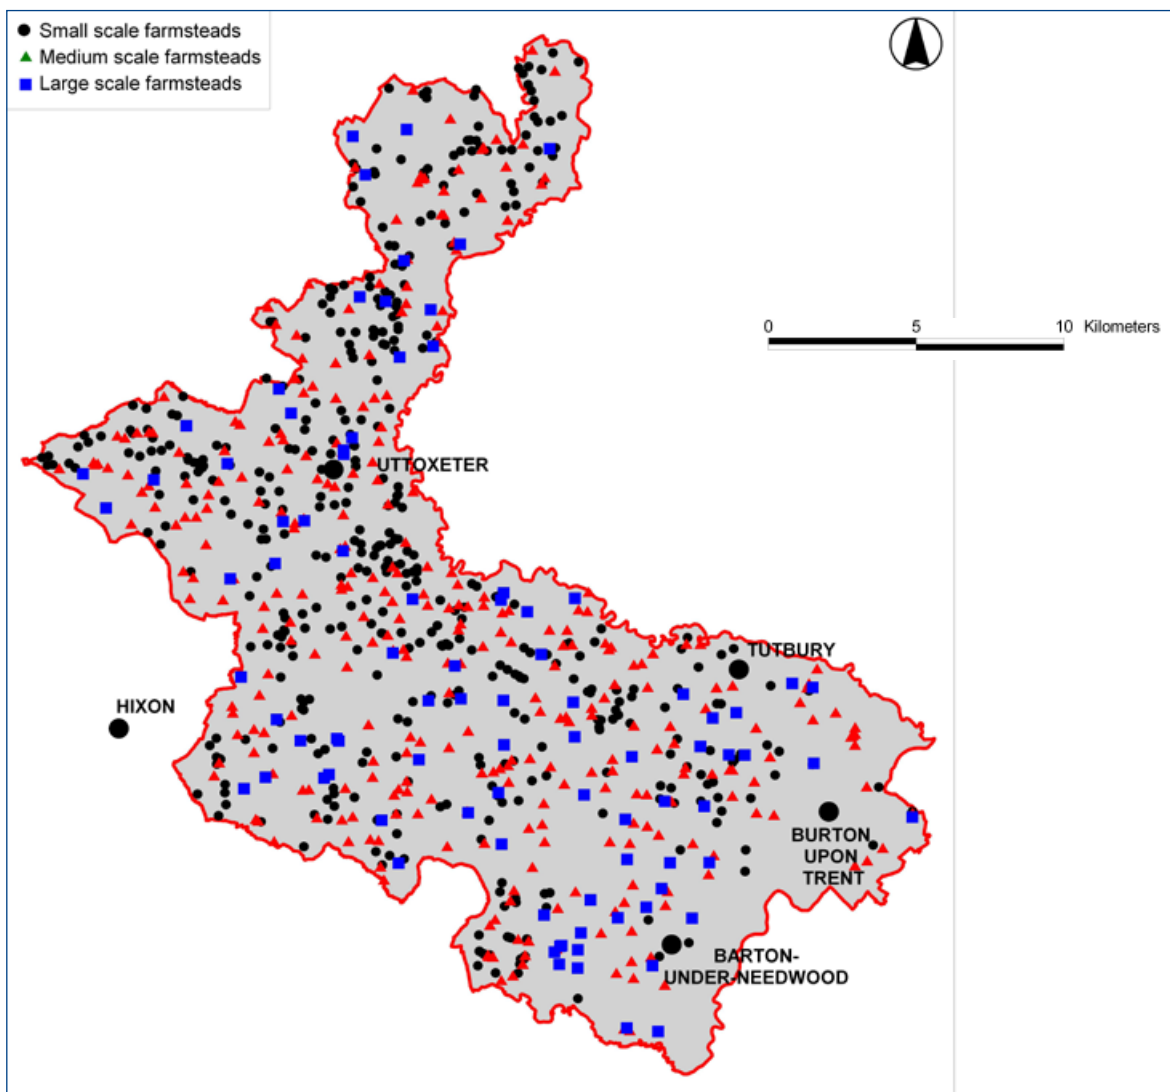 Small scale farmsteads
Medium scale farmsteads
Large scale farmsteads
0 5 10 Kilometers
UTTOXETER
TUTBURY
HIXON
BURTON
UPON
TRENT
BARTON-
UNDER-NEEDWOOD